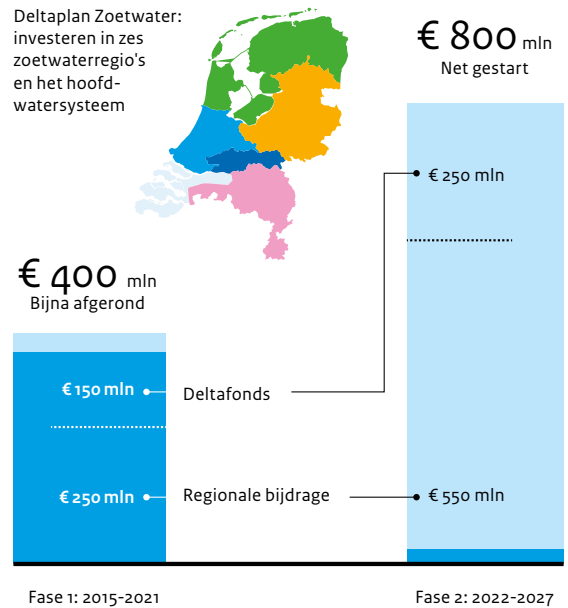 Deltaplan Zoetwater:
investeren in zes
zoetwaterregio's
en het hoofd-
watersysteem
€ 800 mln
Net gestart
€ 250 mln
€ 400 mln
Bijna afgerond
€ 150 mln
Deltafonds
€ 250 mln
Regionale bijdrage
€ 550 mln
Fase 1: 2015-2021
Fase 2: 2022-2027